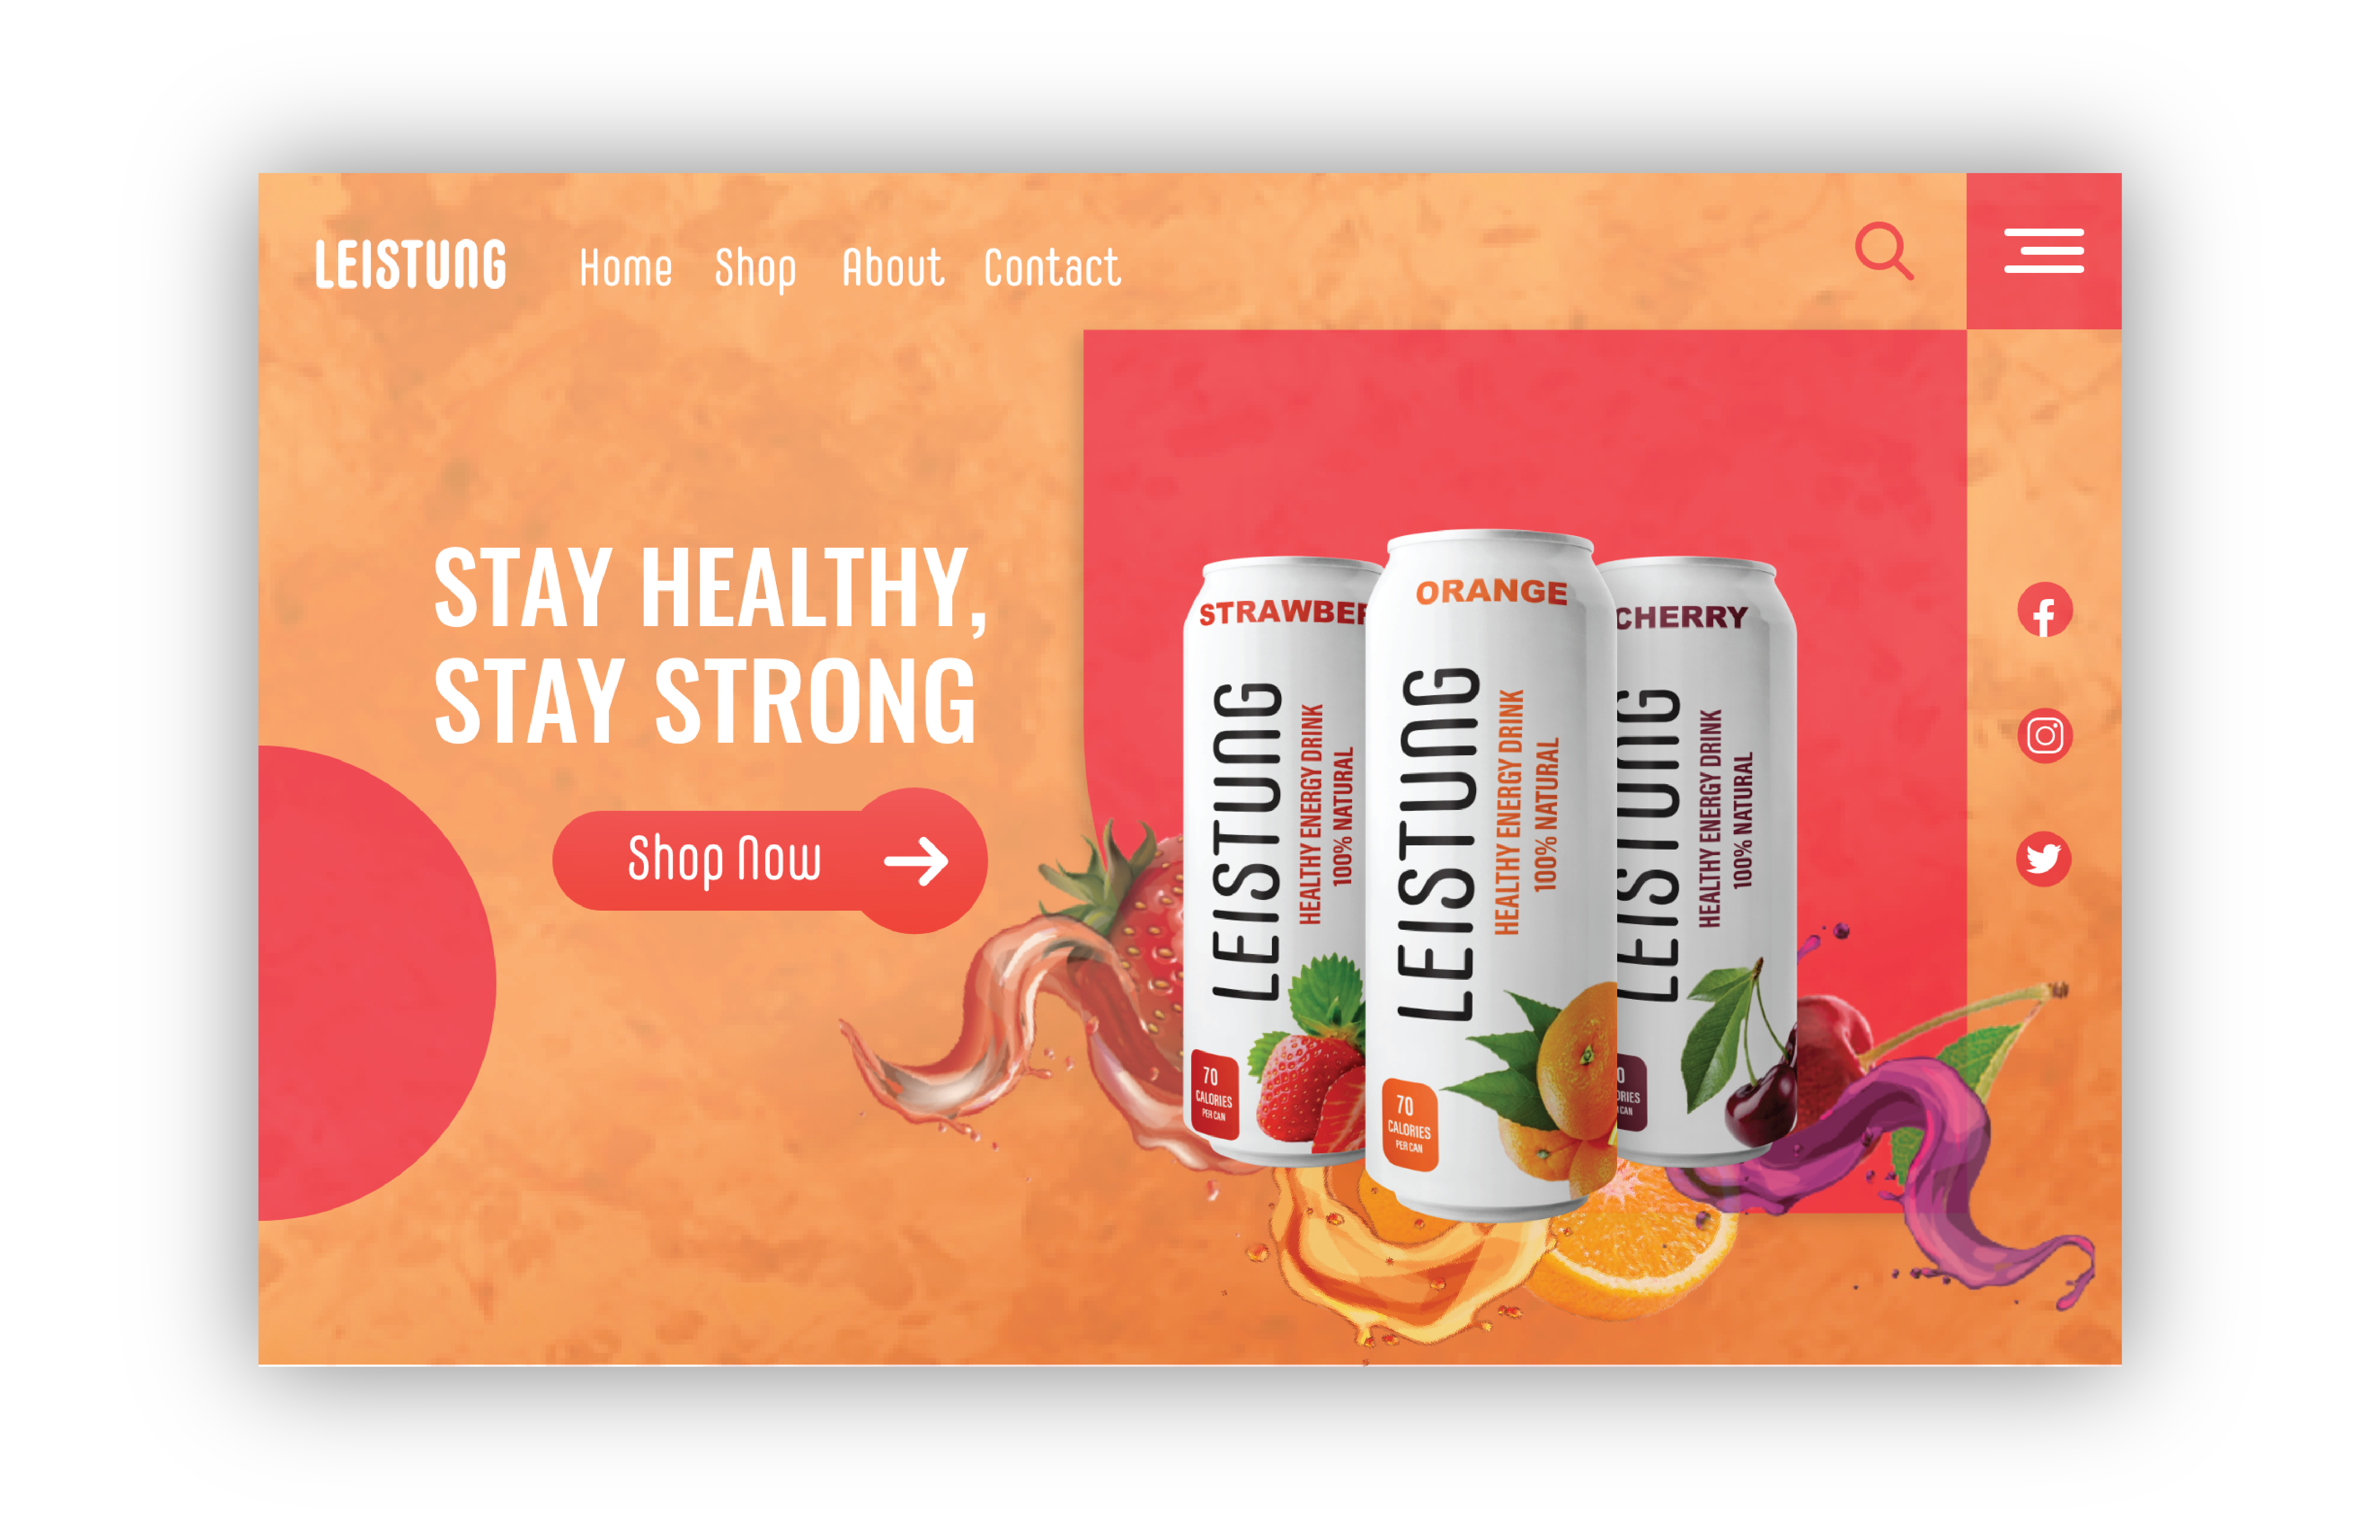 LEISTUNG
Home Shop About Contact
STAY HEALTHY,
STAY STRONG
Shop Now
STRAWBER
LEISTUNG
HEALTHY ENERGY DRINK
100% NATURAL
70
CALORIES
PER CAN
ORANGE
LEISTUNG
HEALTHY ENERGY DRINK
100% NATURAL
70
CALORIES
PER CAN
CHERRY
LEISTUNG
HEALTHY ENERGY DRINK
100% NATURAL
0
ORIES
CAN